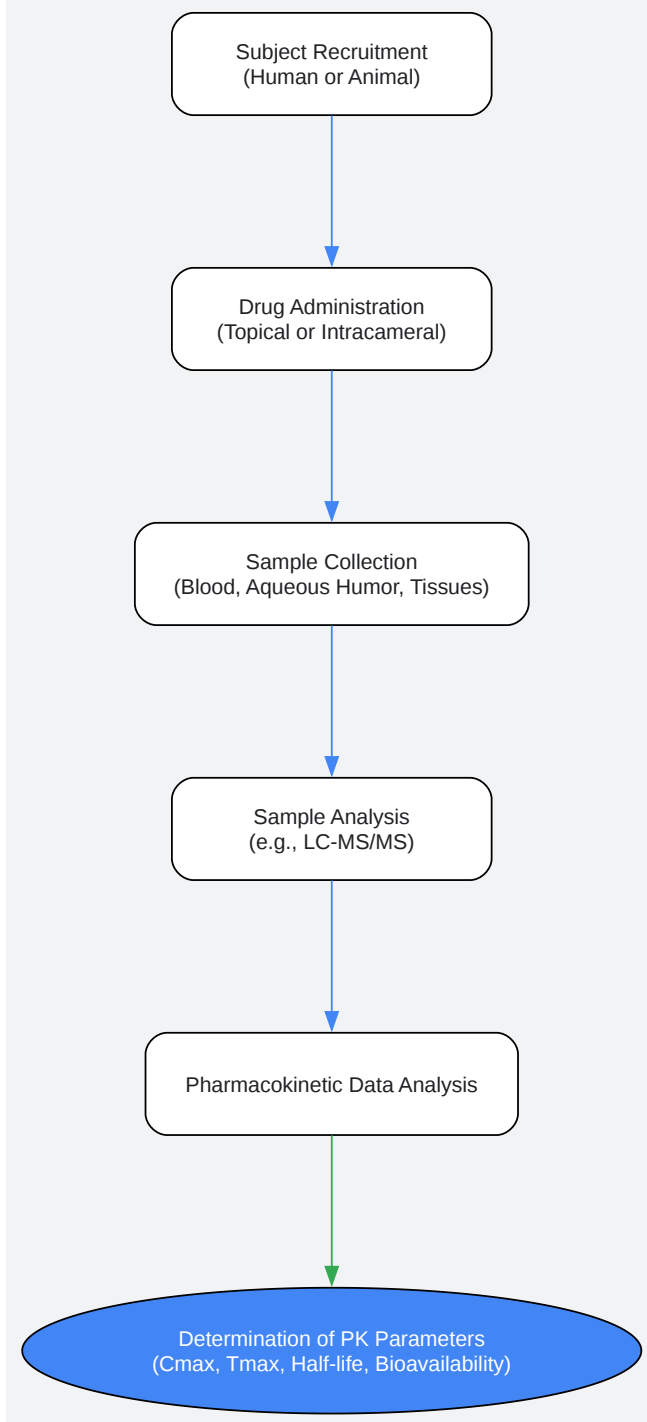 Subject Recruitment
(Human or Animal)
Drug Administration
(Topical or Intracameral)
Sample Collection
(Blood, Aqueous Humor, Tissues)
Sample Analysis
(e.g., LC-MS/MS)
Pharmacokinetic Data Analysis
Determination of PK Parameters
(Cmax, Tmax, Half-life, Bioavailability)